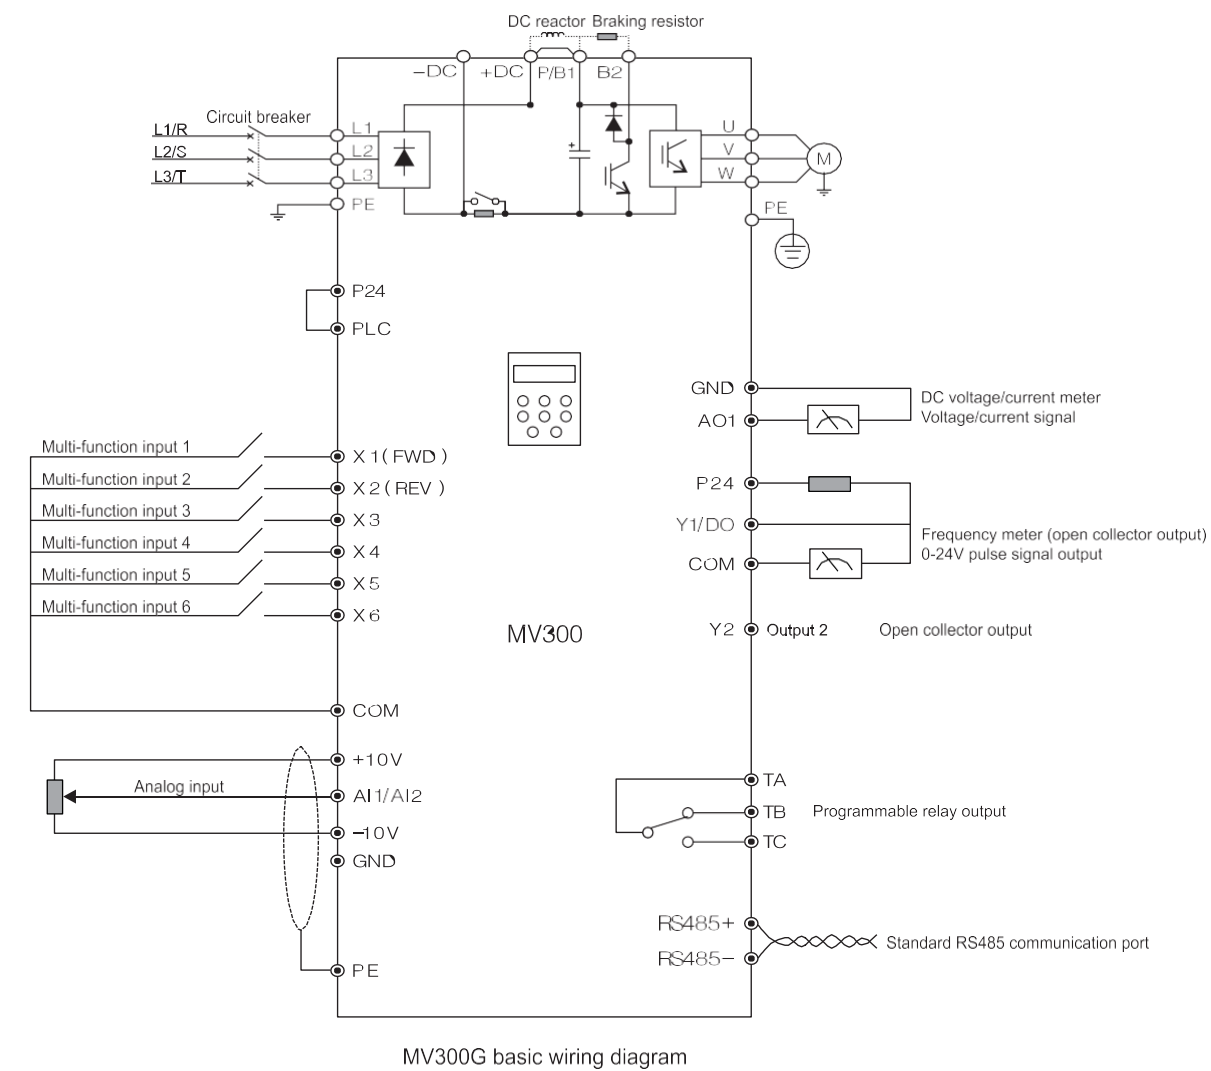 DC reactor Braking resistor
−DC +DC P/B1 B2
Circuit breaker
L1/R L1 U
L2/S L2 V M
L3/T L3 W
PE PE
P24
PLC
GND
DC voltage/current meter
AO1 Voltage/current signal
Multi-function input 1 X1(FWD)
Multi-function input 2 X2(REV) P24
Multi-function input 3 X3 Y1/DO
Frequency meter (open collector output)
Multi-function input 4 X4 0-24V pulse signal output
COM
Multi-function input 5 X5
Multi-function input 6 X6
MV300 Y2 Output 2 Open collector output
COM
+10V
TA
Analog input AI1/AI2
TB Programmable relay output
−10V
TC
GND
RS485+
Standard RS485 communication port
RS485−
PE
MV300G basic wiring diagram